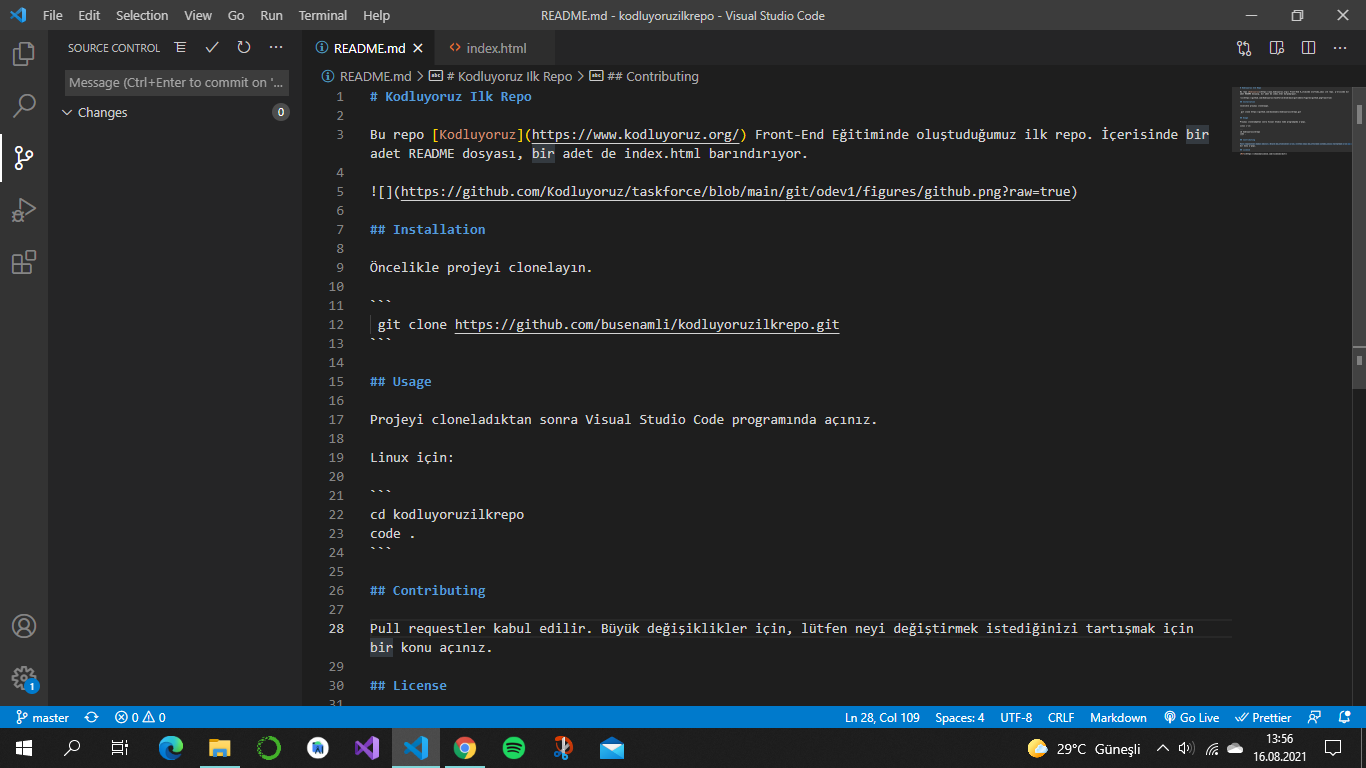 File Edit Selection View Go Run Terminal Help
README.md - kodluyoruzilkrepo - Visual Studio Code
SOURCE CONTROL
Message (Ctrl+Enter to commit on '...
Changes 0
README.md
index.html
README.md > # Kodluyoruz Ilk Repo > ## Contributing
1 # Kodluyoruz Ilk Repo
2
3 Bu repo [Kodluyoruz](https://www.kodluyoruz.org/) Front-End Eğitiminde oluştuduğumuz ilk repo. İçerisinde bir
adet README dosyası, bir adet de index.html barındırıyor.
4
5 ![](https://github.com/Kodluyoruz/taskforce/blob/main/git/odev1/figures/github.png?raw=true)
6
7 ## Installation
8
9 Öncelikle projeyi clonelayın.
10
11 ```
12 git clone https://github.com/busenamli/kodluyoruzilkrepo.git
13 ```
14
15 ## Usage
16
17 Projeyi cloneladıktan sonra Visual Studio Code programında açınız.
18
19 Linux için:
20
21 ```
22 cd kodluyoruzilkrepo
23 code .
24 ```
25
26 ## Contributing
27
28 Pull requestler kabul edilir. Büyük değişiklikler için, lütfen neyi değiştirmek istediğinizi tartışmak için
bir konu açınız.
29
30 ## License
31
1
master 0 0
Ln 28, Col 109 Spaces: 4 UTF-8 CRLF Markdown Go Live Prettier
29°C Güneşli
13:56
16.08.2021